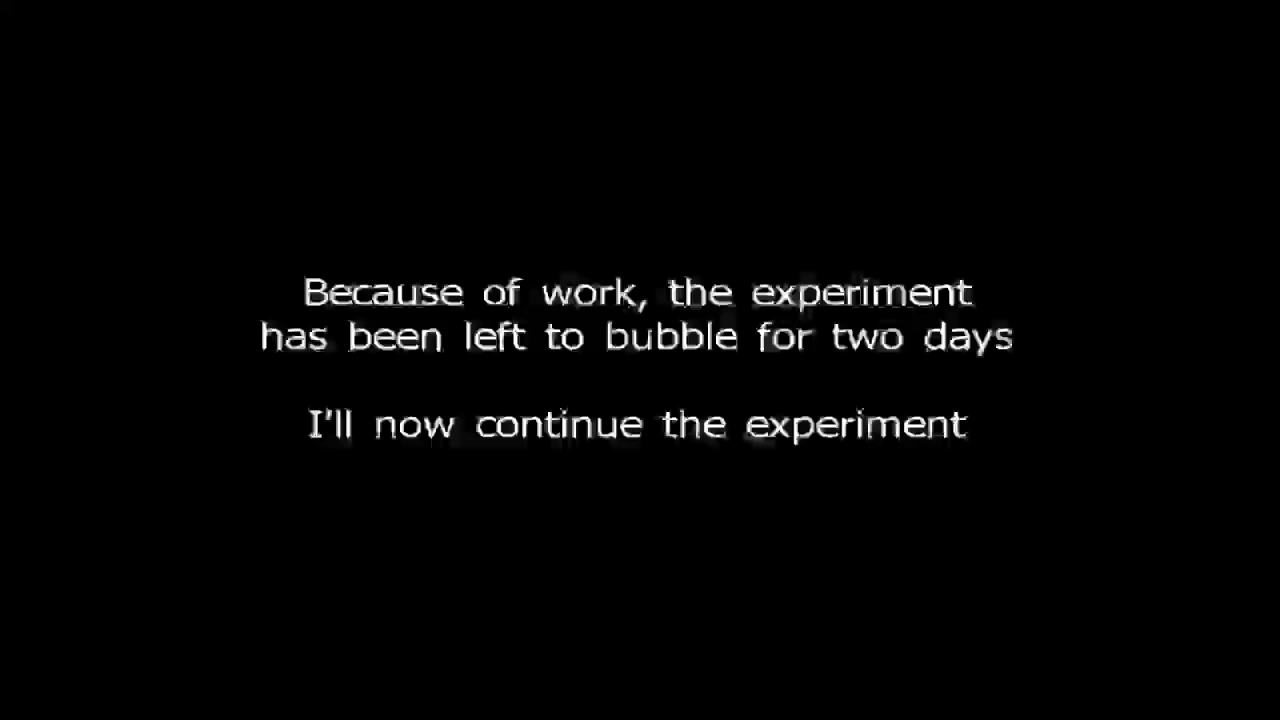 Because of work, the experiment
has been left to bubble for two days
I'll now continue the experiment